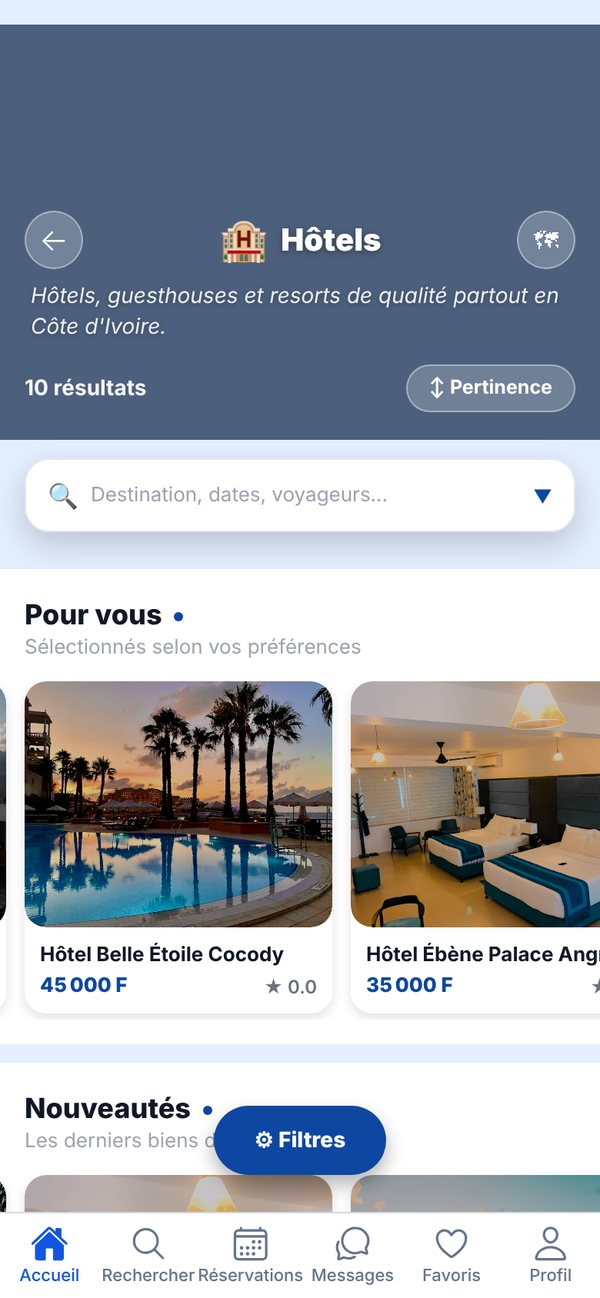 Hôtels
Hôtels, guesthouses et resorts de qualité partout en
Côte d'Ivoire.
10 résultats
↕ Pertinence
Destination, dates, voyageurs...
Pour vous
Sélectionnés selon vos préférences
Hôtel Belle Étoile Cocody
45 000 F
★ 0.0
Hôtel Ébène Palace
35 000 F
Nouveautés
Les derniers biens
Filtres
Accueil
Rechercher
Réservations
Messages
Favoris
Profil